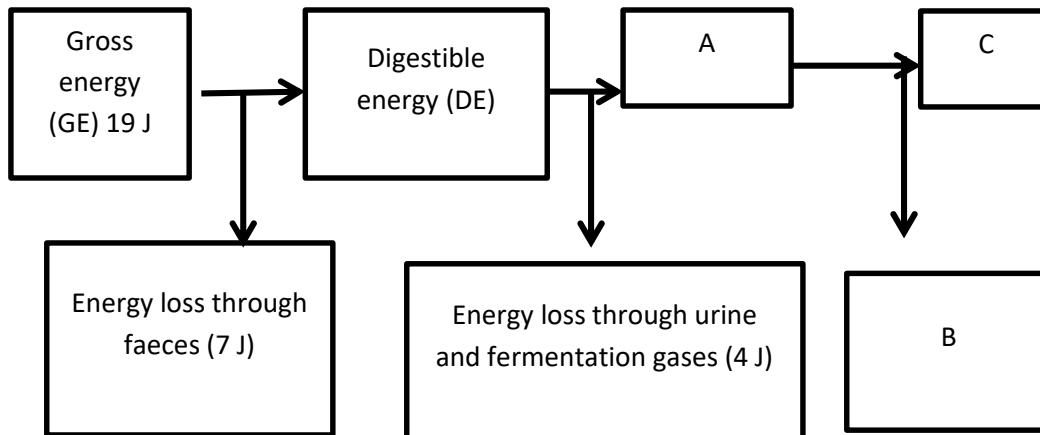 Gross
energy
(GE) 19 J
Digestible
energy (DE)
A
C
Energy loss through
faeces (7 J)
Energy loss through urine
and fermentation gases (4 J)
B